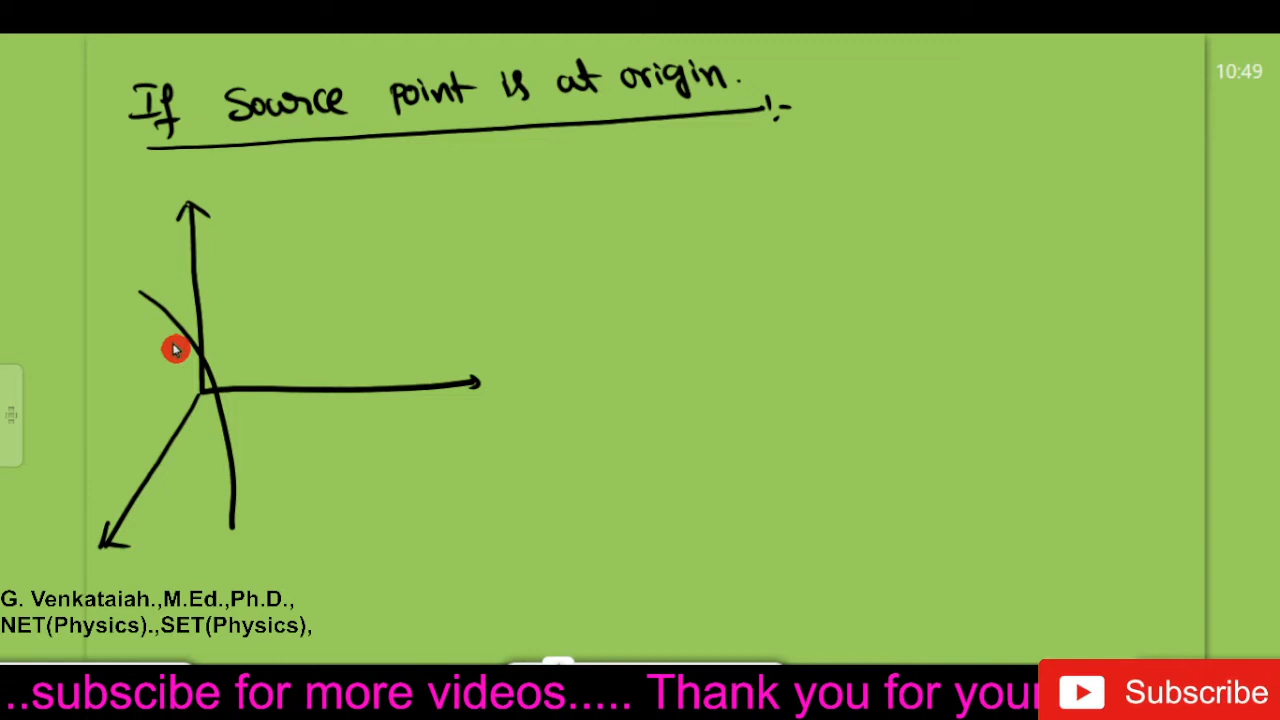 If Source point is at origin. :-
10:49
G. Venkataiah.,M.Ed.,Ph.D.,
NET(Physics).,SET(Physics),
..subscibe for more videos..... Thank you for your
Subscribe